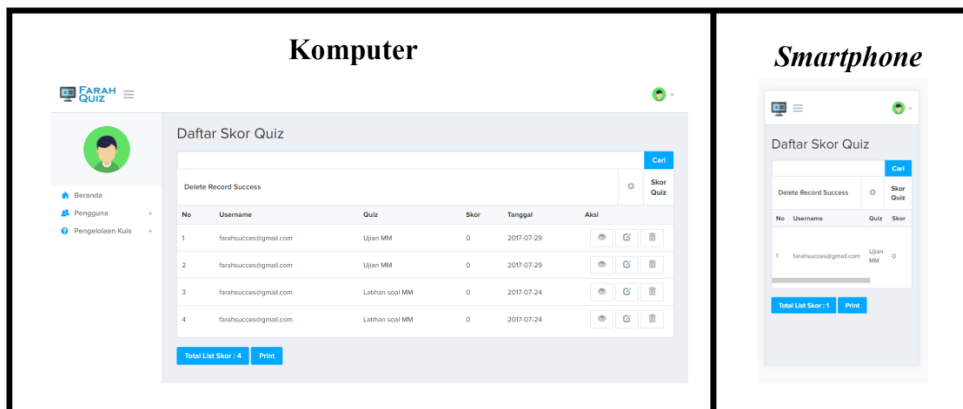 Komputer
FARAH
QUIZ
Daftar Skor Quiz
Cari
Delete Record Success
Skor
Quiz
Beranda
Pengguna
Pengelolaan Kuis
No Username Quiz Skor Tanggal Aksi
1 farahsucces@gmail.com Ujian MM 0 2017-07-29
2 farahsucces@gmail.com Ujian MM 0 2017-07-29
3 farahsucces@gmail.com Latihan soal MM 0 2017-07-24
4 farahsucces@gmail.com Latihan soal MM 0 2017-07-24
Total List Skor : 4 Print
Smartphone
Daftar Skor Quiz
Cari
Delete Record Success
Skor
Quiz
No Username Quiz Skor
1 farahsucces@gmail.com Ujian MM 0
Total List Skor : 1 Print